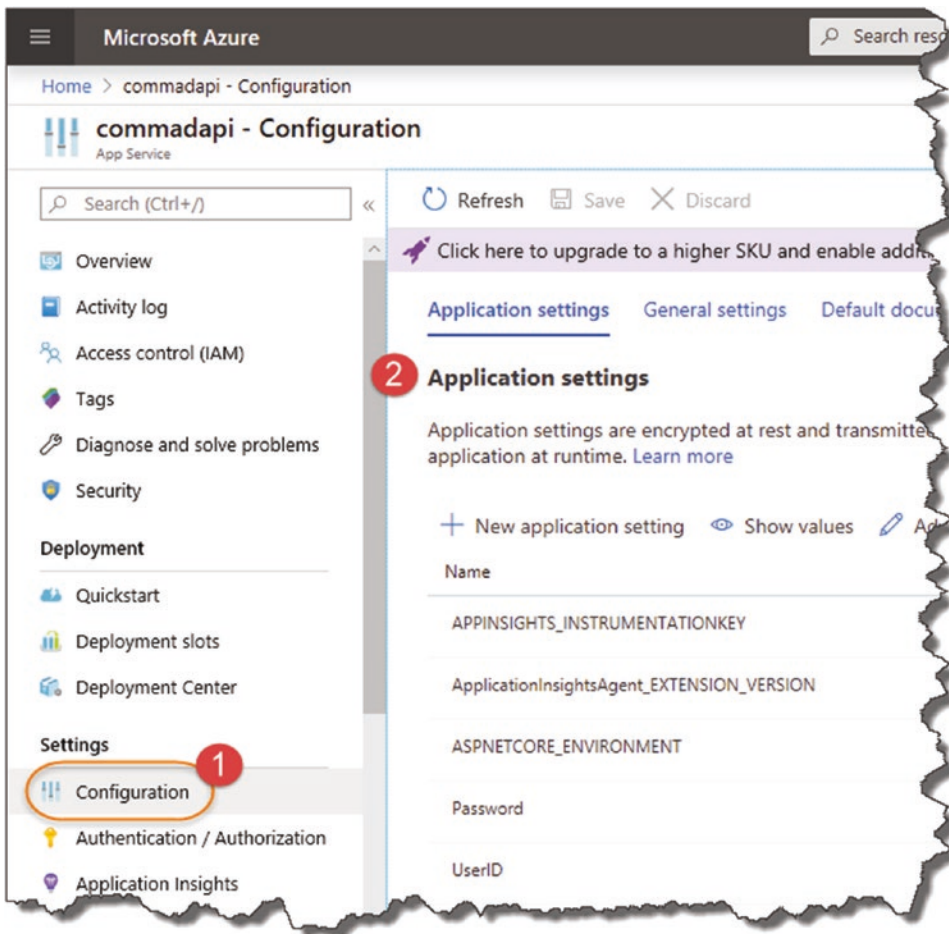 Microsoft Azure
Search
Home > commadapi - Configuration
commadapi - Configuration
App Service
Search (Ctrl+/)
«
Refresh
Save
Discard
Click here to upgrade to a higher SKU and enable
Overview
Activity log
Access control (IAM)
Tags
Diagnose and solve problems
Security
Deployment
Quickstart
Deployment slots
Deployment Center
Settings
1
Configuration
Authentication / Authorization
Application Insights
Application settings
General settings
Default
2
Application settings
Application settings are encrypted at rest and
application at runtime. Learn more
New application setting
Show values
Name
APPINSIGHTS_INSTRUMENTATIONKEY
ApplicationInsightsAgent_EXTENSION_VERSION
ASPNETCORE_ENVIRONMENT
Password
UserID